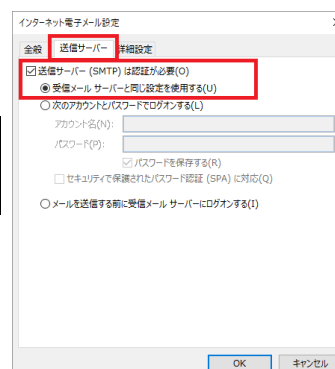 インターネット電子メール設定
全般 送信サーバー 詳細設定
送信サーバー (SMTP) は認証が必要(O)
受信メール サーバーと同じ設定を使用する(U)
次のアカウントとパスワードでログオンする(L)
アカウント名(N):
パスワード(P):
パスワードを保存する(R)
セキュリティで保護されたパスワード認証 (SPA) に対応(Q)
メールを送信する前に受信メール サーバーにログオンする(I)
OK キャンセル